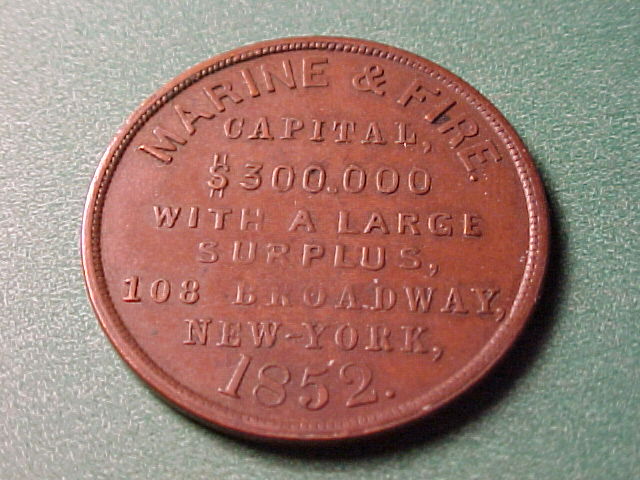 MARINE & FIRE.
CAPITAL,
$300.000
WITH A LARGE
SURPLUS,
108 BROADWAY,
NEW-YORK,
1852.